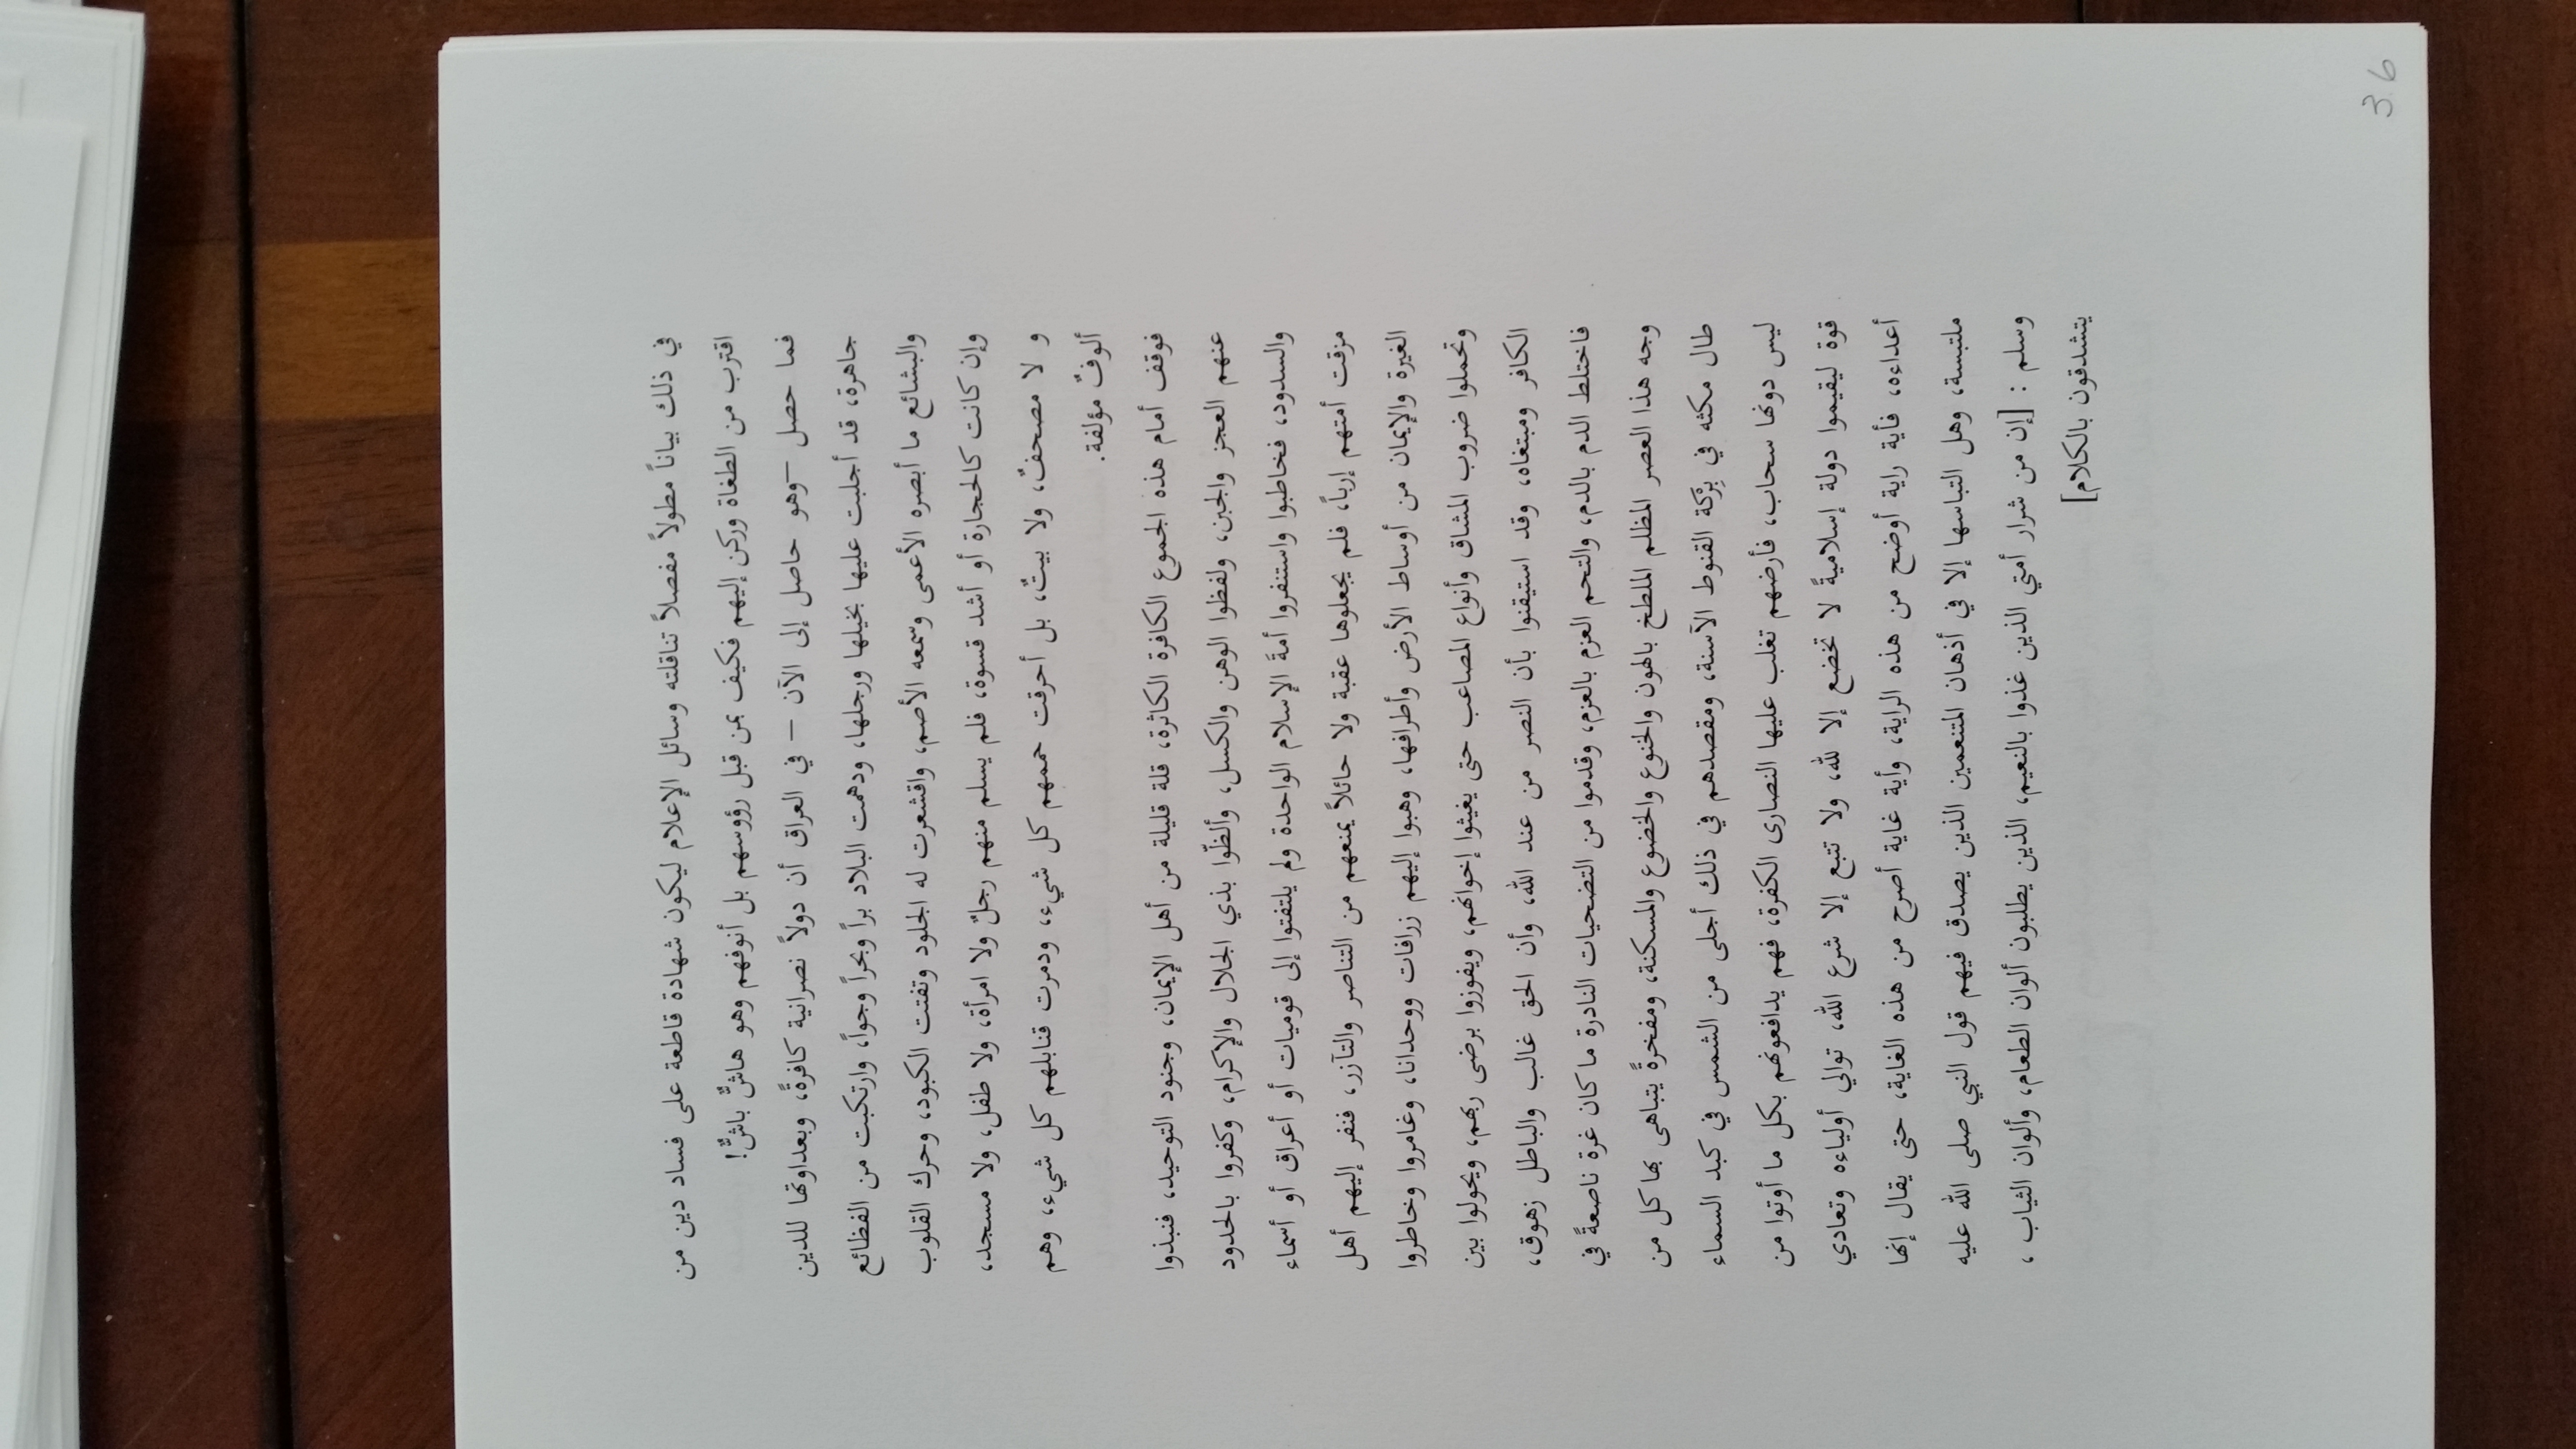 36
في ذلك بياناً مطولاً مفصلاً تناقلته وسائل الإعلام ليكون شهادة قاطعة على فساد دين من
اقترب من الطغاة وركن إليهم فكيف بمن قبل رؤوسهم بل أنوفهم وهو هاشٌّ باشٌّ!
فما حصل –وهو حاصل إلى الآن – في العراق أن دولاً نصرانية كافرةً، وبعداوتها للدين
جاهرة، قد أجلبت عليها بخيلها ورجلها، ودهمت البلاد براً وبحراً وجواً، وارتكبت من الفظائع
والبشائع ما أبصره الأعمى وسمعه الأصم، واقشعرت له الجلود وتفتت الكبود، وحرك القلوب
وإن كانت كالحجارة أو أشد قسوة، فلم يسلم منهم رجلٌ ولا امرأة، ولا طفل، ولا مسجد،
و لا مصحفٌ، ولا بيتٌ، بل أحرقت حممهم كل شيء، ودمرت قنابلهم كل شيء، وهم
ألوفٌ مؤلفة.
فوقف أمام هذه الجموع الكافرة الكاثرة، قلة قليلة من أهل الإيمان، وجنود التوحيد، فنبذوا
عنهم العجز والجبن، ولفظوا الوهن والكسل، وألظّوا بذي الجلال والإكرام، وكفروا بالحدود
والسدود، فخاطبوا واستنفروا أمةَ الإسلام الواحدة ولم يلتفتوا إلى قوميات أو أعراق أو أسماء
مزقت أمتهم إرباً، فلم يجعلوها عقبة ولا حائلاً يمنعهم من التناصر والتآزر، فنفر إليهم أهل
الغيرة والإيمان من أوساط الأرض وأطرافها، وهبوا إليهم زرافات ووحدانا، وغامروا وخاطروا
وتحملوا ضروب المشاق وأنواع المصاعب حتى يغيثوا إخوانهم، ويفوزوا برضى ربهم، ويحولوا بين
الكافر ومبتغاه، وقد استيقنوا بأن النصر من عند الله، وأن الحق غالب والباطل زهوق،
فاختلط الدم بالدم، والتحم العزم بالعزم، وقدموا من التضحيات النادرة ما كان غرة ناصعةً في
وجه هذا العصر المظلم الملطخ بالهون والخنوع والخضوع والمسكنة، ومفخرةً يتباهى بها كل من
طال مكثه في بِرْكة القنوط الآسنة، ومقصدهم في ذلك أجلى من الشمس في كبد السماء
ليس دونها سحاب، فأرضهم تغلب عليها النصارى الكفرة، فهم يدافعونهم بكل ما أوتوا من
قوة ليقيموا دولة إسلاميةً لا تخضع إلا لله، ولا تتبع إلا شرع الله، توالي أولياءه وتعادي
أعداءه، فأية راية أوضح من هذه الراية، وأية غاية أصرح من هذه الغاية، حتى يقال إنها
ملتبسة، وهل التباسها إلا في أذهان المتنعمين الذين يصدق فيهم قول النبي صلى الله عليه
وسلم : [إن من شرار أمتي الذين غذوا بالنعيم، الذين يطلبون ألوان الطعام، وألوان الثياب ،
يتشدقون بالكلام]